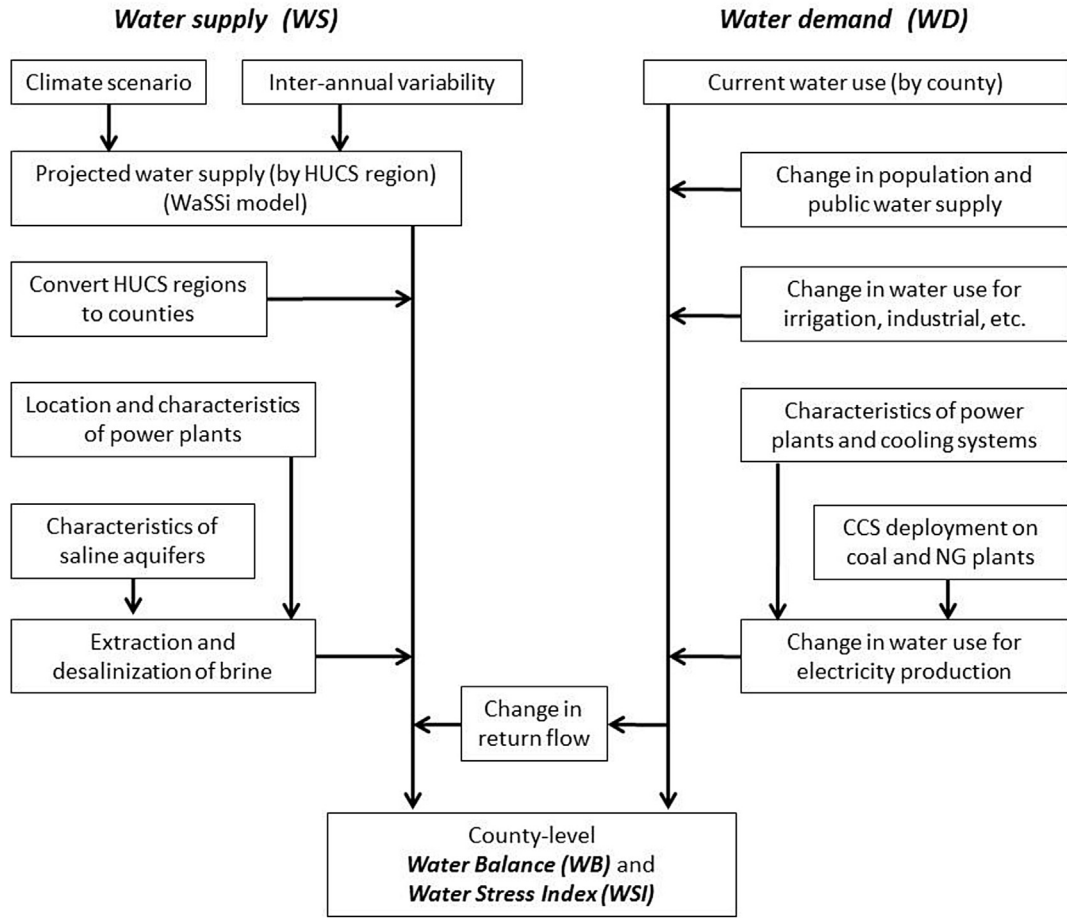 Water supply (WS)
Water demand (WD)
Climate scenario
Inter-annual variability
Current water use (by county)
Projected water supply (by HUCS region)
(WaSSi model)
Change in population and
public water supply
Convert HUCS regions
to counties
Change in water use for
irrigation, industrial, etc.
Location and characteristics
of power plants
Characteristics of power
plants and cooling systems
Characteristics of
saline aquifers
CCS deployment on
coal and NG plants
Extraction and
desalinization of brine
Change in water use for
electricity production
Change in
return flow
County-level
Water Balance (WB) and
Water Stress Index (WSI)